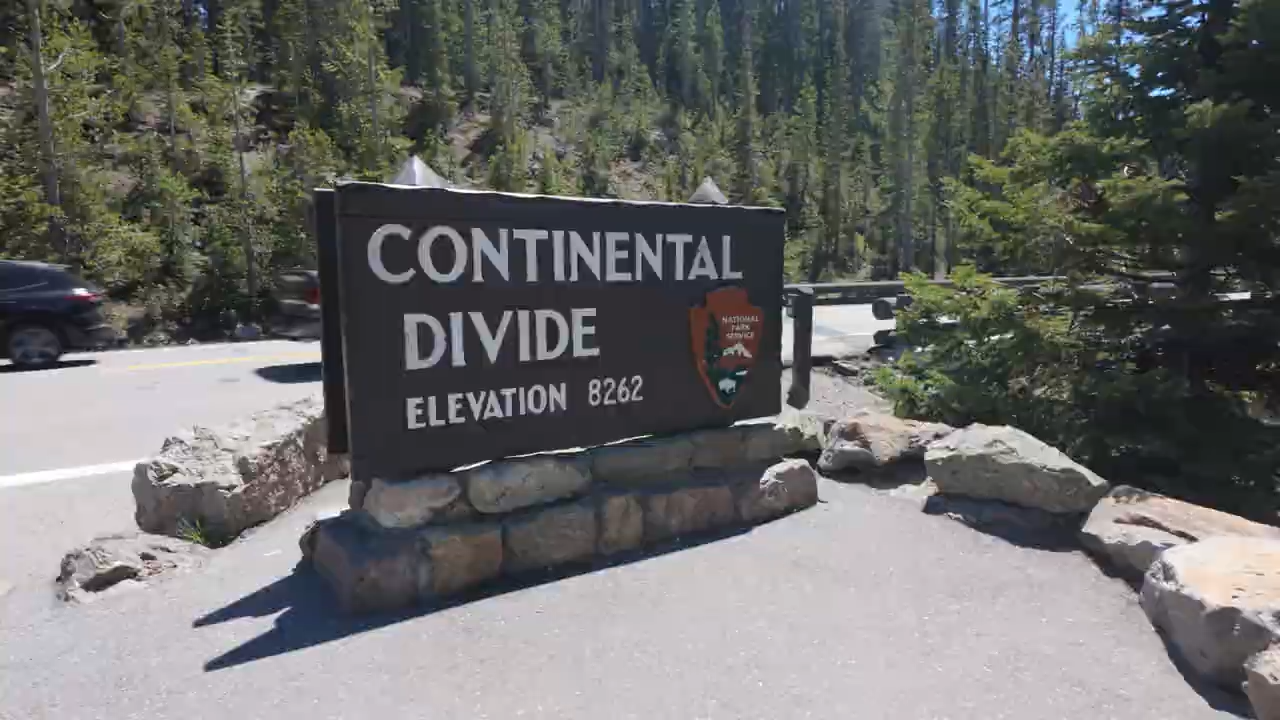 CONTINENTAL
DIVIDE
ELEVATION 8262
NATIONAL
PARK
SERVICE